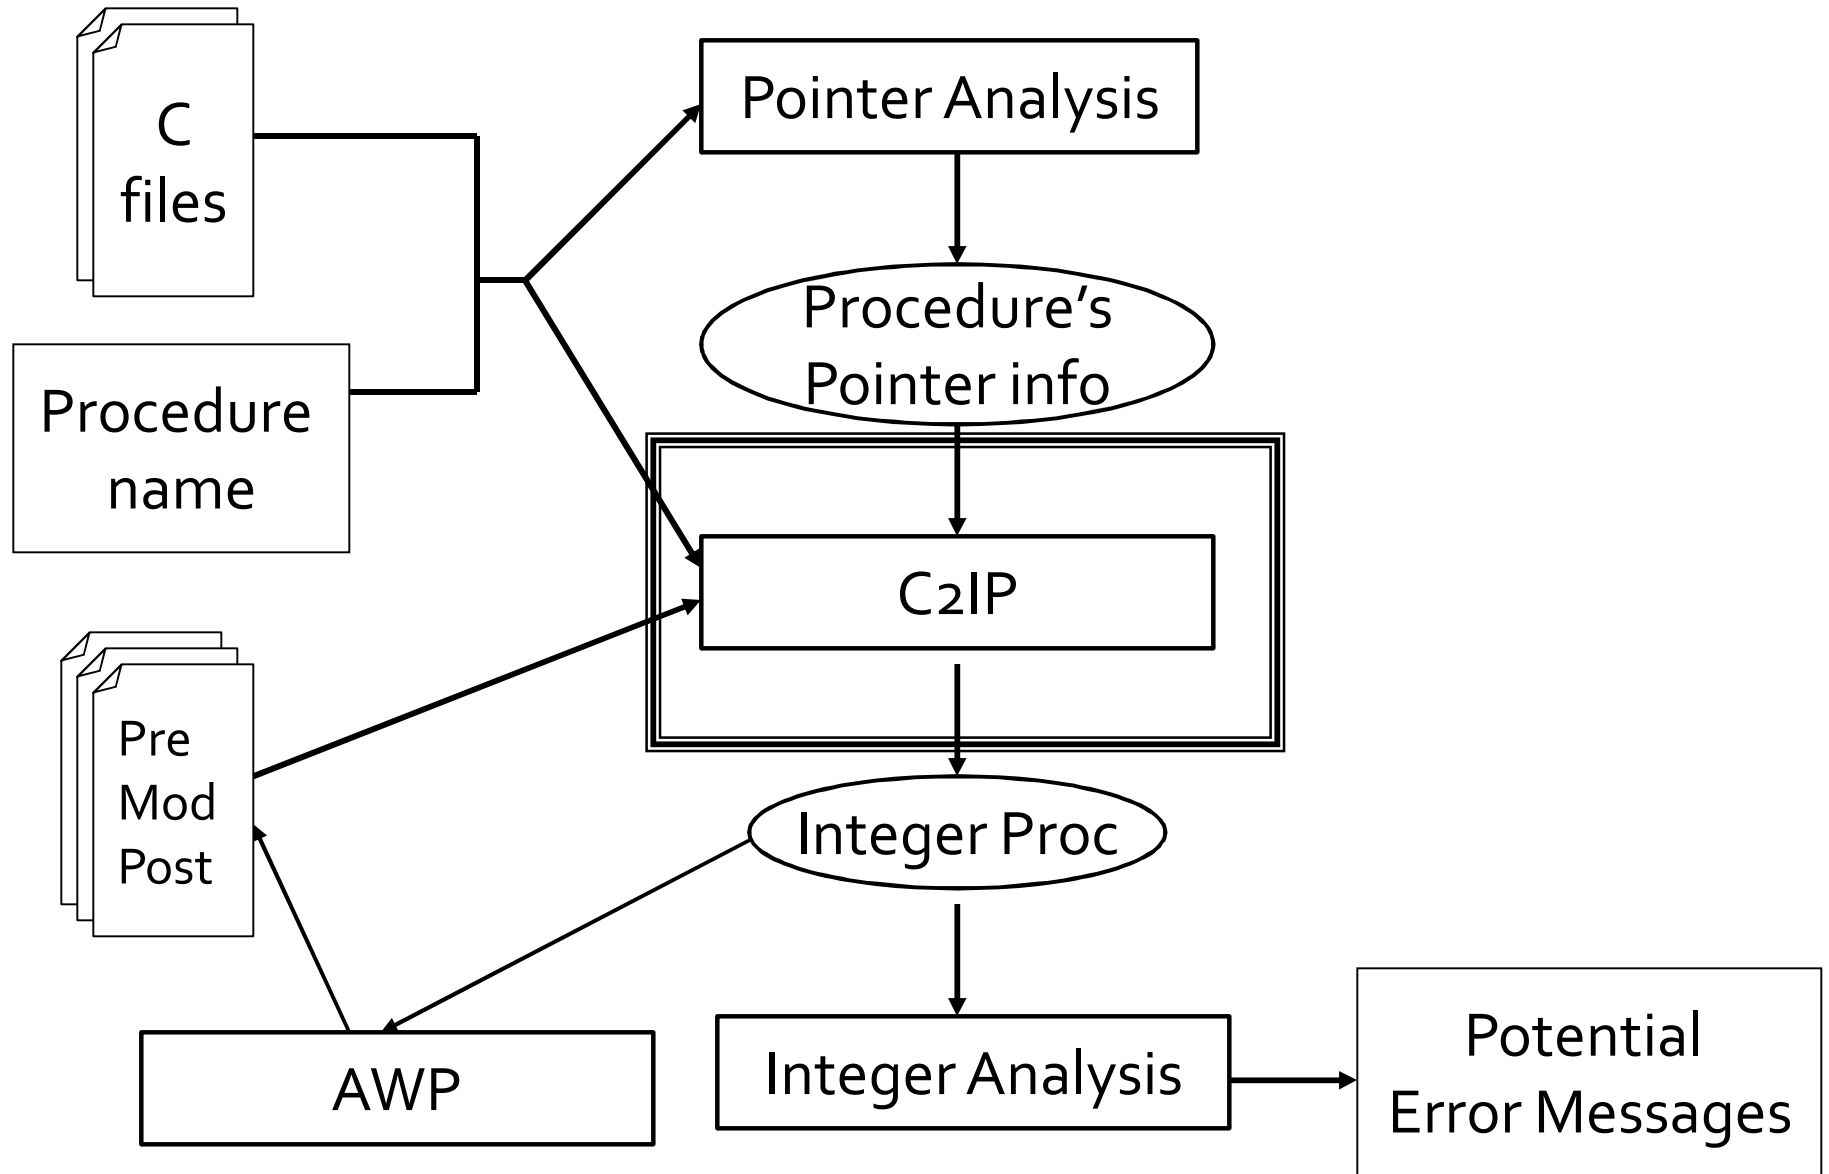 C
files
Pointer Analysis
Procedure's
Pointer info
Procedure
name
C2IP
Pre
Mod
Post
Integer Proc
AWP
Integer Analysis
Potential
Error Messages